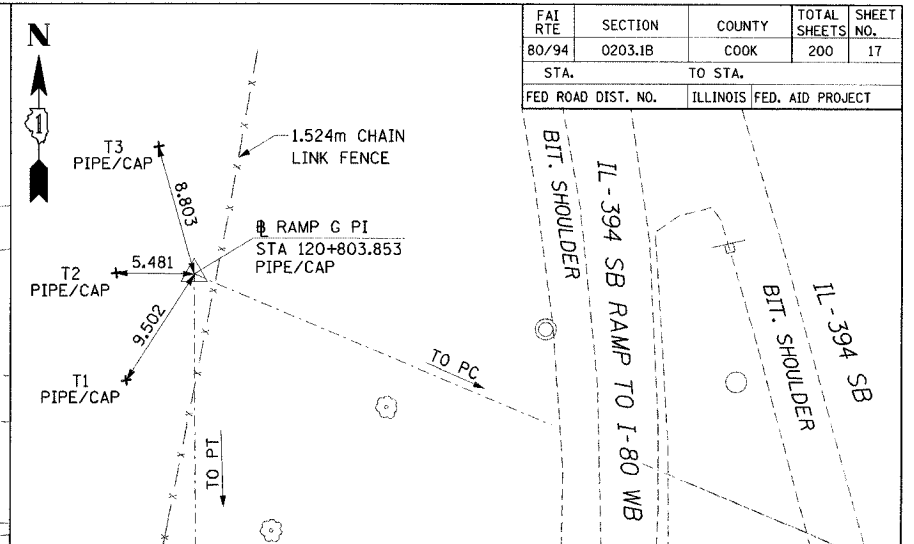 FAI RTE SECTION COUNTY TOTAL SHEETS SHEET NO.
80/94 0203.1B COOK 200 17
STA. TO STA.
FED ROAD DIST. NO. ILLINOIS FED. AID PROJECT
N
1
T3
PIPE/CAP
8.803
1.524m CHAIN
LINK FENCE
BL RAMP G PI
STA 120+803.853
PIPE/CAP
T2
PIPE/CAP
5.481
9.502
T1
PIPE/CAP
TO PC
TO PT
BIT. SHOULDER
IL-394 SB RAMP TO I-80 WB
BIT. SHOULDER
IL-394 SB
x x x x x x x x x x